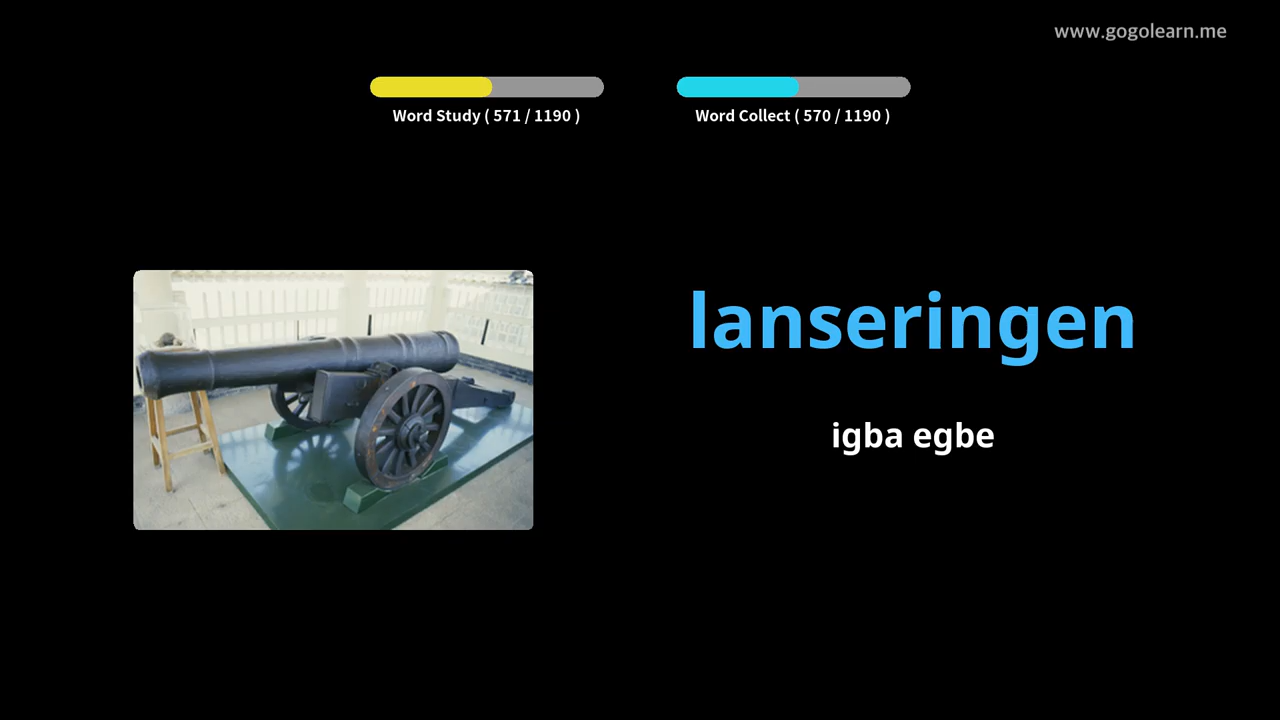 www.gogolearn.me
Word Study ( 571 / 1190 )
Word Collect ( 570 / 1190 )
lanseringen
igba egbe